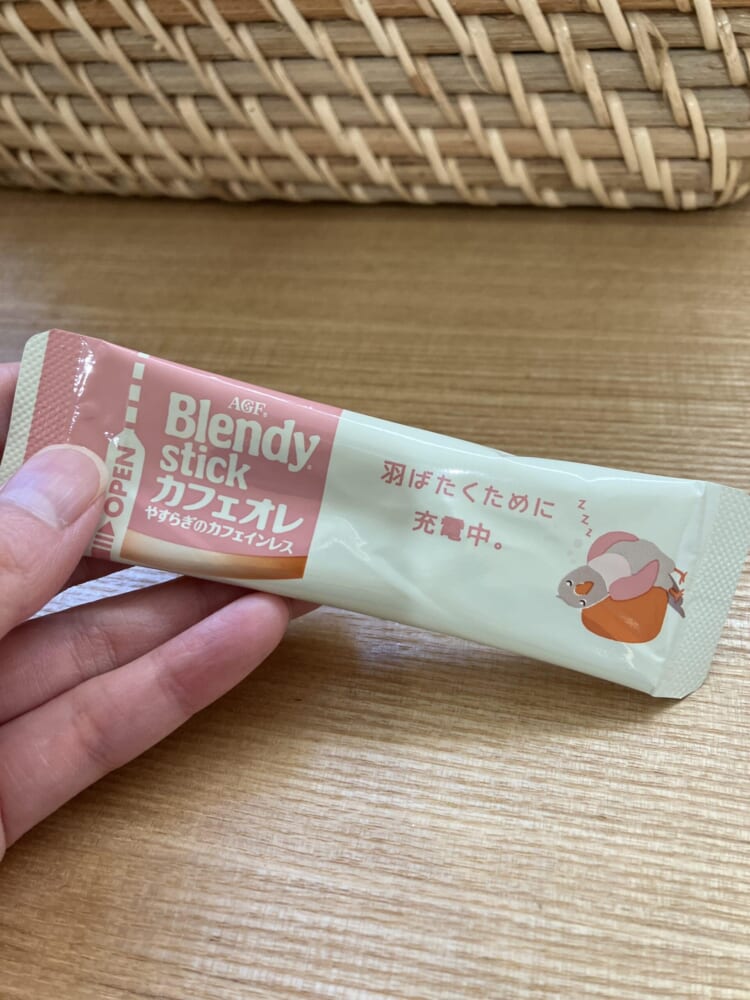 OPEN
AGF®
Blendy®
stick
カフェオレ
やすらぎのカフェインレス
羽ばたくために
充電中。
z z z